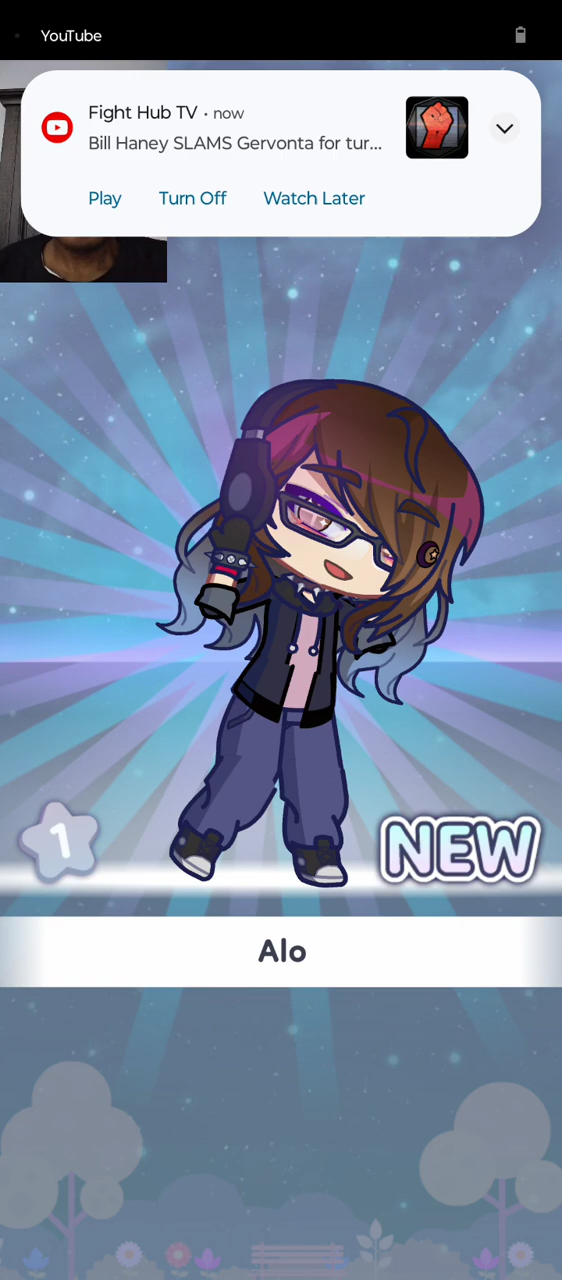 YouTube
Fight Hub TV • now
Bill Haney SLAMS Gervonta for tur...
Play Turn Off Watch Later
1
NEW
Alo